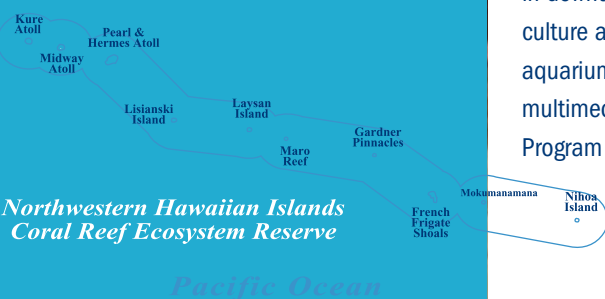 Kure
Atoll
Midway
Atoll
Pearl &
Hermes Atoll
Lisianski
Island
Laysan
Island
Maro
Reef
Gardner
Pinnacles
French
Frigate
Shoals
Mokumanamana
Nihoa
Island
Northwestern Hawaiian Islands
Coral Reef Ecosystem Reserve
Pacific Ocean
culture a
aquarium
multimed
Program